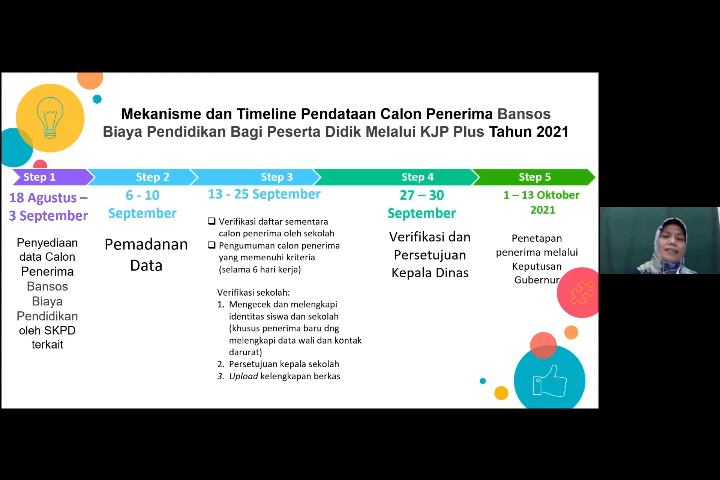 Mekanisme dan Timeline Pendataan Calon Penerima Bansos
Biaya Pendidikan Bagi Peserta Didik Melalui KJP Plus Tahun 2021
Step 1
18 Agustus –
3 September
Penyediaan
data Calon
Penerima
Bansos
Biaya
Pendidikan
oleh SKPD
terkait
Step 2
6 - 10
September
Pemadanan
Data
Step 3
13 - 25 September
❑ Verifikasi daftar sementara
calon penerima oleh sekolah
❑ Pengumuman calon penerima
yang memenuhi kriteria
(selama 6 hari kerja)
Verifikasi sekolah:
1. Mengecek dan melengkapi
identitas siswa dan sekolah
(khusus penerima baru dng
melengkapi data wali dan kontak
darurat)
2. Persetujuan kepala sekolah
3. Upload kelengkapan berkas
Step 4
27 – 30
September
Verifikasi dan
Persetujuan
Kepala Dinas
Step 5
1 – 13 Oktober
2021
Penetapan
penerima melalui
Keputusan
Gubernur